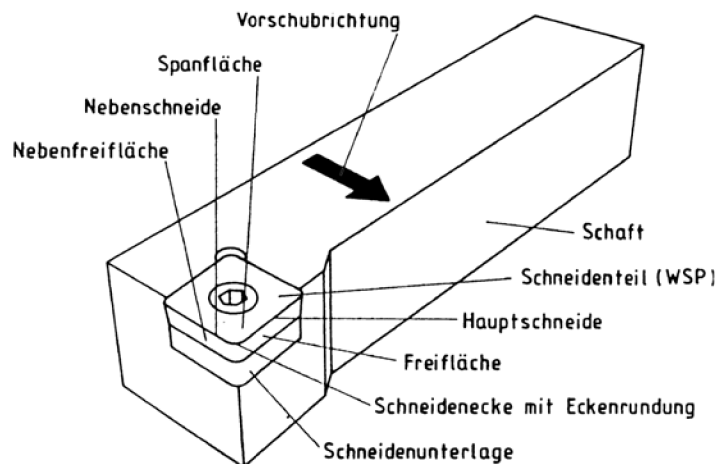 Vorschubrichtung
Spanfläche
Nebenschneide
Nebenfreifläche
Schaft
Schneidenteil (WSP)
Hauptschneide
Freifläche
Schneidenecke mit Eckenrundung
Schneidenunterlage